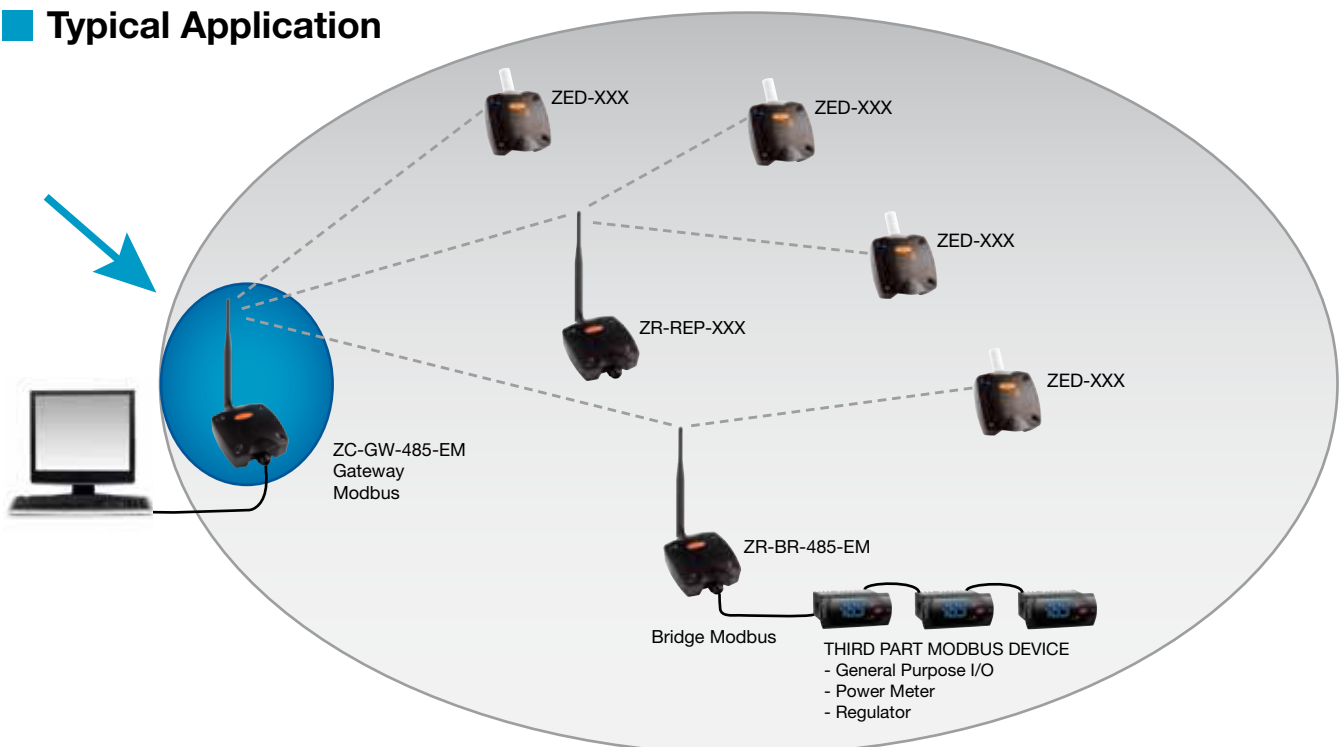 Typical Application
ZED-XXX
ZED-XXX
ZED-XXX
ZR-REP-XXX
ZED-XXX
ZC-GW-485-EM
Gateway
Modbus
ZR-BR-485-EM
Bridge Modbus
THIRD PART MODBUS DEVICE
- General Purpose I/O
- Power Meter
- Regulator